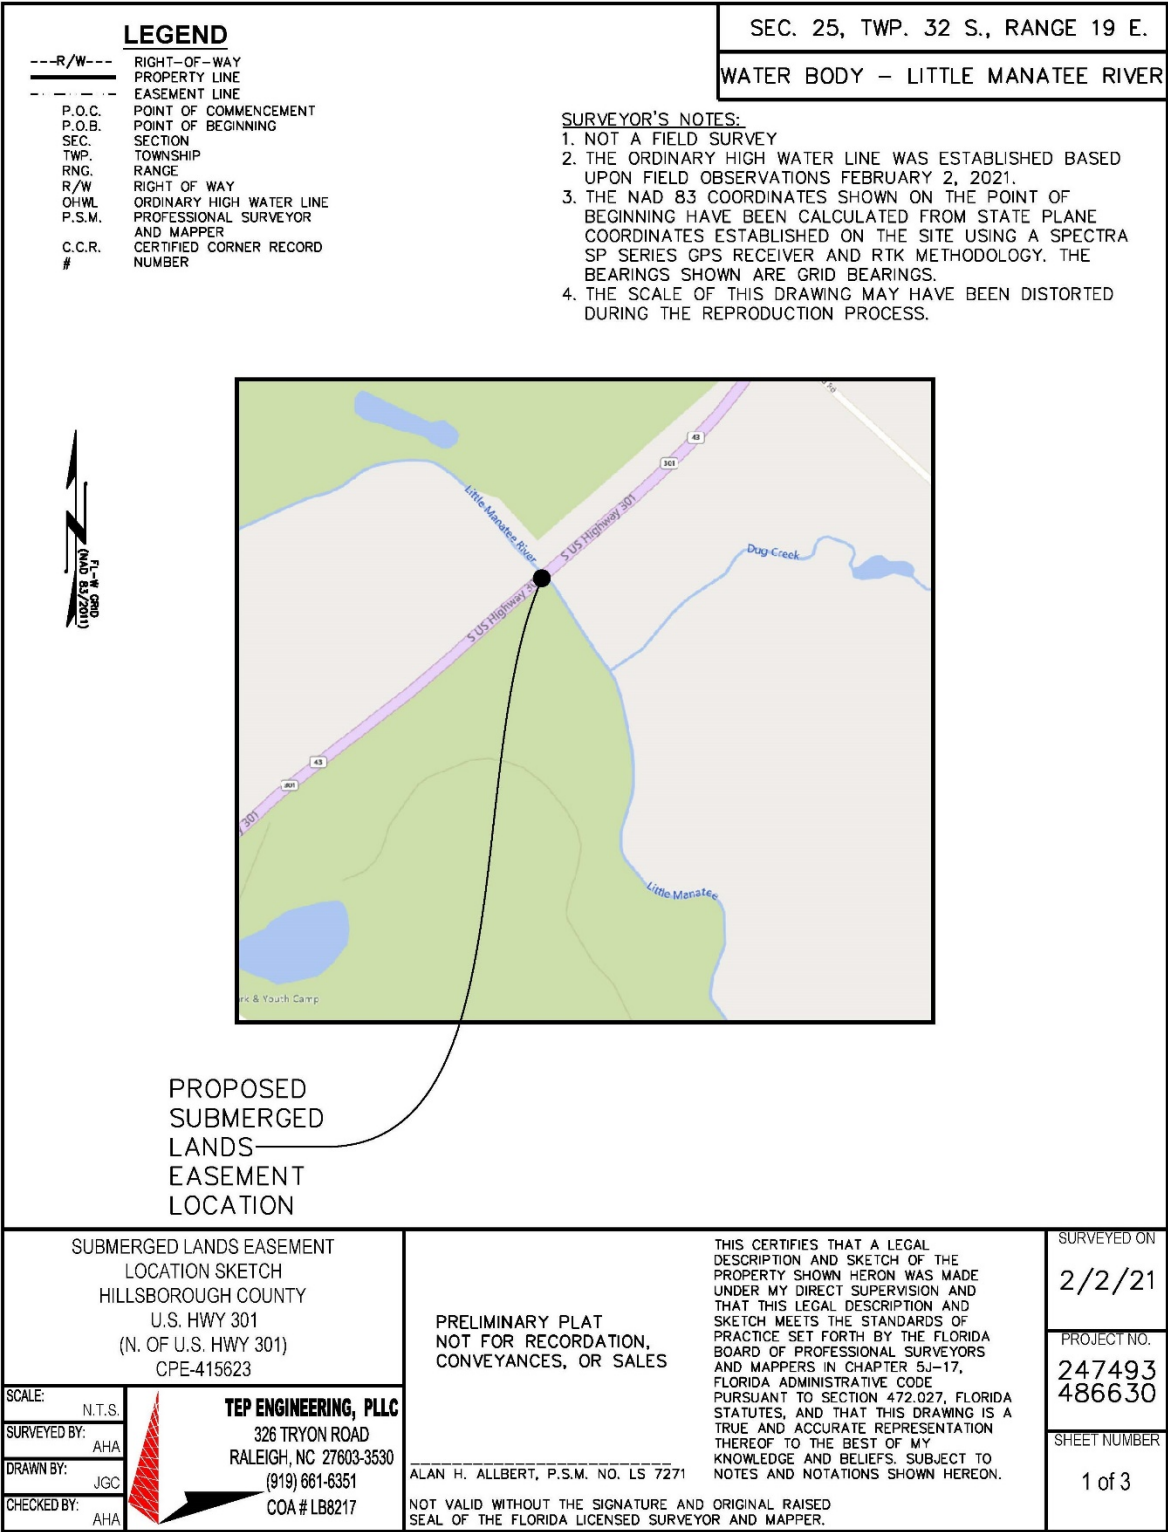 LEGEND
---R/W--- RIGHT-OF-WAY
PROPERTY LINE
EASEMENT LINE
P.O.C. POINT OF COMMENCEMENT
P.O.B. POINT OF BEGINNING
SEC. SECTION
TWP. TOWNSHIP
RNG. RANGE
R/W RIGHT OF WAY
OHWL ORDINARY HIGH WATER LINE
P.S.M. PROFESSIONAL SURVEYOR
AND MAPPER
C.C.R. CERTIFIED CORNER RECORD
# NUMBER
SEC. 25, TWP. 32 S., RANGE 19 E.
WATER BODY - LITTLE MANATEE RIVER
SURVEYOR'S NOTES:
1. NOT A FIELD SURVEY
2. THE ORDINARY HIGH WATER LINE WAS ESTABLISHED BASED
UPON FIELD OBSERVATIONS FEBRUARY 2, 2021.
3. THE NAD 83 COORDINATES SHOWN ON THE POINT OF
BEGINNING HAVE BEEN CALCULATED FROM STATE PLANE
COORDINATES ESTABLISHED ON THE SITE USING A SPECTRA
SP SERIES GPS RECEIVER AND RTK METHODOLOGY. THE
BEARINGS SHOWN ARE GRID BEARINGS.
4. THE SCALE OF THIS DRAWING MAY HAVE BEEN DISTORTED
DURING THE REPRODUCTION PROCESS.
FL-W GRID
(NAD 83/2011)
43
301
Little Manatee River
S US Highway 301
Dug Creek
S US Highway 30
43
301
y 301
Little Manatee
rk & Youth Camp
PROPOSED
SUBMERGED
LANDS
EASEMENT
LOCATION
SUBMERGED LANDS EASEMENT
LOCATION SKETCH
HILLSBOROUGH COUNTY
U.S. HWY 301
(N. OF U.S. HWY 301)
CPE-415623
SCALE:
N.T.S.
SURVEYED BY:
AHA
DRAWN BY:
JGC
CHECKED BY:
AHA
TEP ENGINEERING, PLLC
326 TRYON ROAD
RALEIGH, NC 27603-3530
(919) 661-6351
COA # LB8217
PRELIMINARY PLAT
NOT FOR RECORDATION,
CONVEYANCES, OR SALES
ALAN H. ALLBERT, P.S.M. NO. LS 7271
NOT VALID WITHOUT THE SIGNATURE AND ORIGINAL RAISED
SEAL OF THE FLORIDA LICENSED SURVEYOR AND MAPPER.
THIS CERTIFIES THAT A LEGAL
DESCRIPTION AND SKETCH OF THE
PROPERTY SHOWN HERON WAS MADE
UNDER MY DIRECT SUPERVISION AND
THAT THIS LEGAL DESCRIPTION AND
SKETCH MEETS THE STANDARDS OF
PRACTICE SET FORTH BY THE FLORIDA
BOARD OF PROFESSIONAL SURVEYORS
AND MAPPERS IN CHAPTER 5J-17,
FLORIDA ADMINISTRATIVE CODE
PURSUANT TO SECTION 472.027, FLORIDA
STATUTES, AND THAT THIS DRAWING IS A
TRUE AND ACCURATE REPRESENTATION
THEREOF TO THE BEST OF MY
KNOWLEDGE AND BELIEFS. SUBJECT TO
NOTES AND NOTATIONS SHOWN HEREON.
SURVEYED ON
2/2/21
PROJECT NO.
247493
486630
SHEET NUMBER
1 of 3